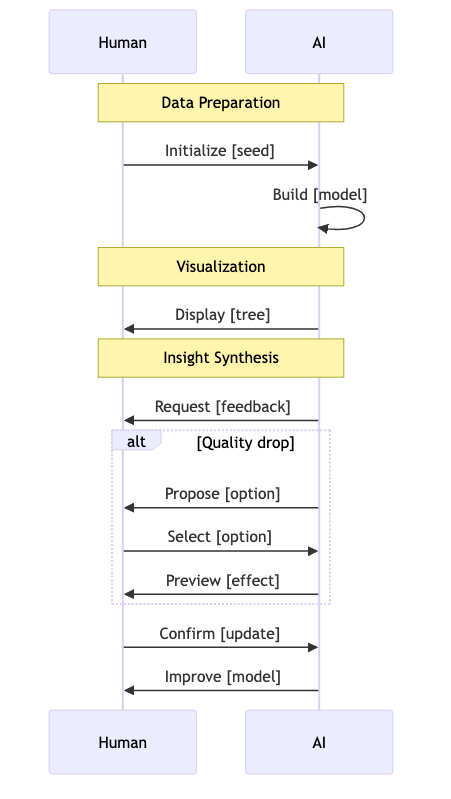 Human
AI
Data Preparation
Initialize [seed]
Build [model]
Visualization
Display [tree]
Insight Synthesis
Request [feedback]
alt
[Quality drop]
Propose [option]
Select [option]
Preview [effect]
Confirm [update]
Improve [model]
Human
AI